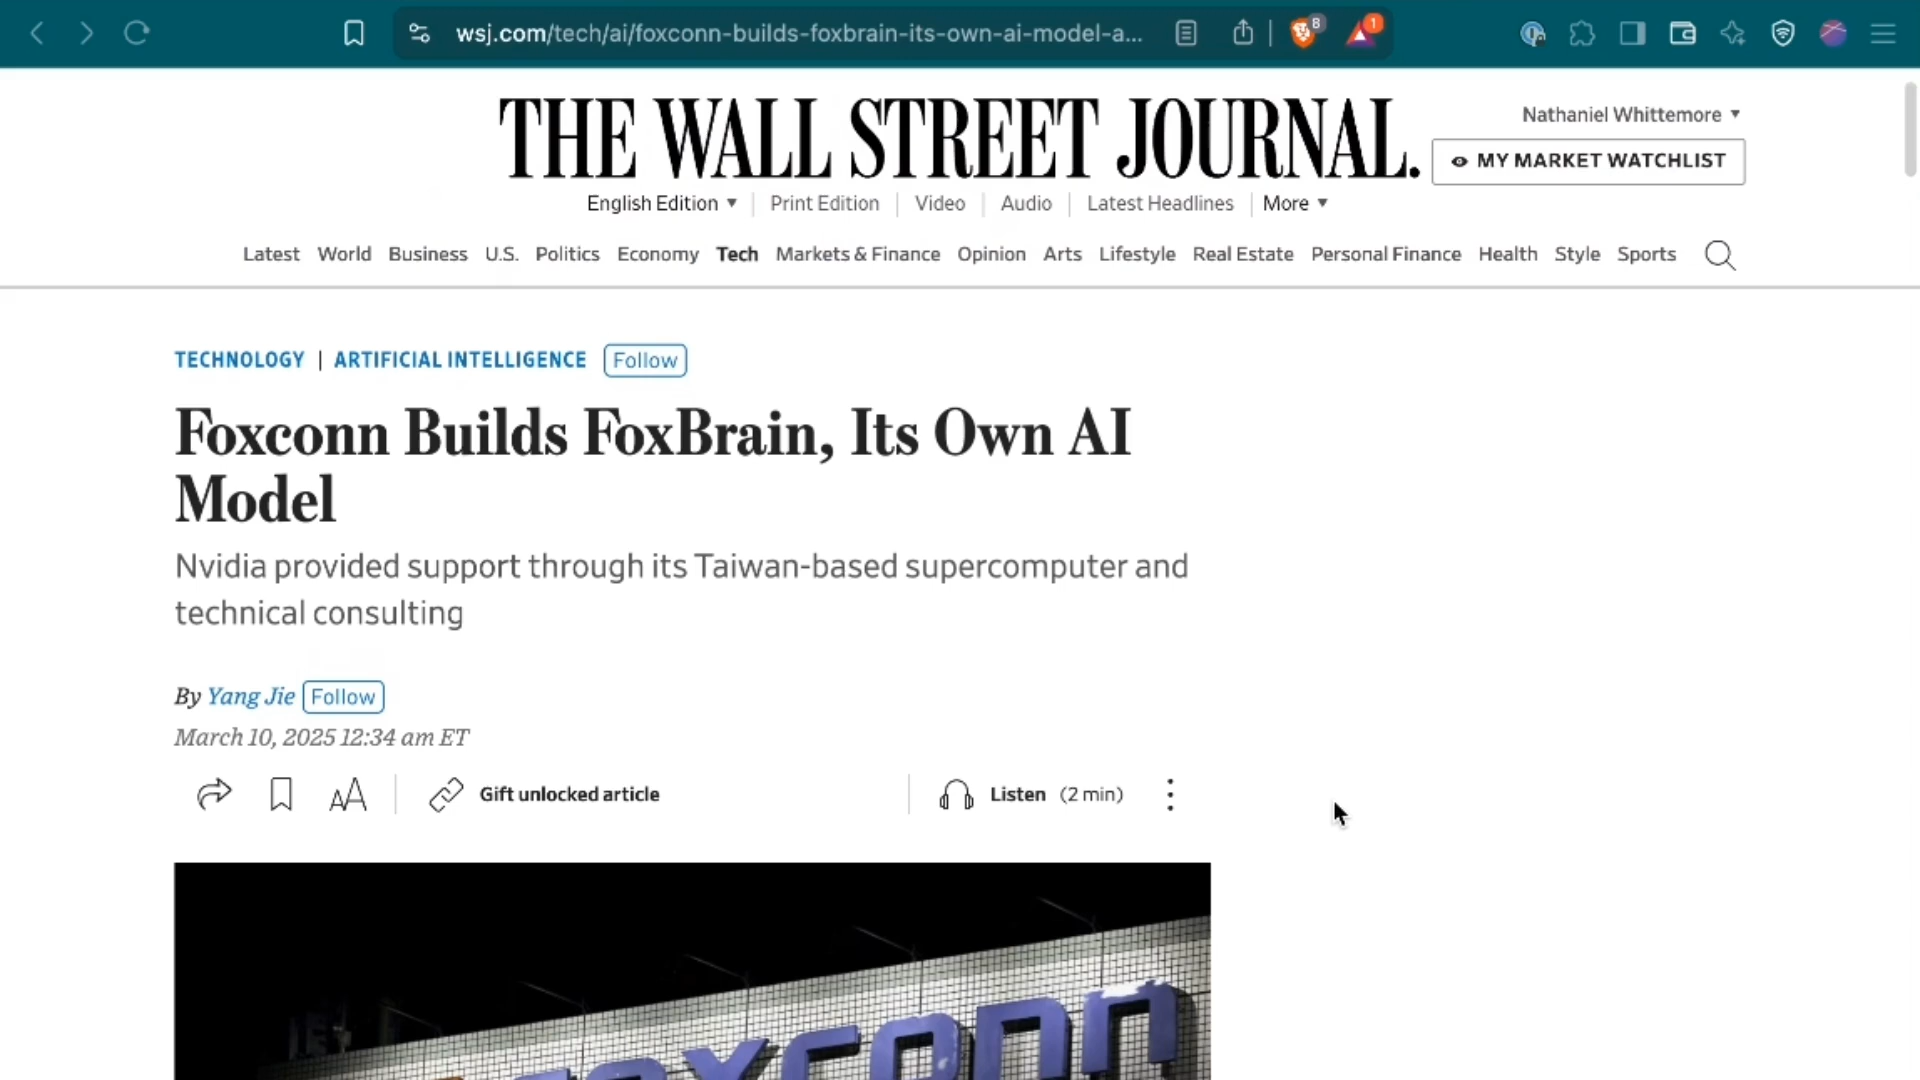 wsj.com/tech/ai/foxconn-builds-foxbrain-its-own-ai-model-a...
8
1
THE WALL STREET JOURNAL.
Nathaniel Whittemore
MY MARKET WATCHLIST
English Edition Print Edition Video Audio Latest Headlines More
Latest World Business U.S. Politics Economy Tech Markets & Finance Opinion Arts Lifestyle Real Estate Personal Finance Health Style Sports
TECHNOLOGY | ARTIFICIAL INTELLIGENCE Follow
Foxconn Builds FoxBrain, Its Own AI
Model
Nvidia provided support through its Taiwan-based supercomputer and
technical consulting
By Yang Jie Follow
March 10, 2025 12:34 am ET
AA Gift unlocked article Listen (2 min)
FOXCONN